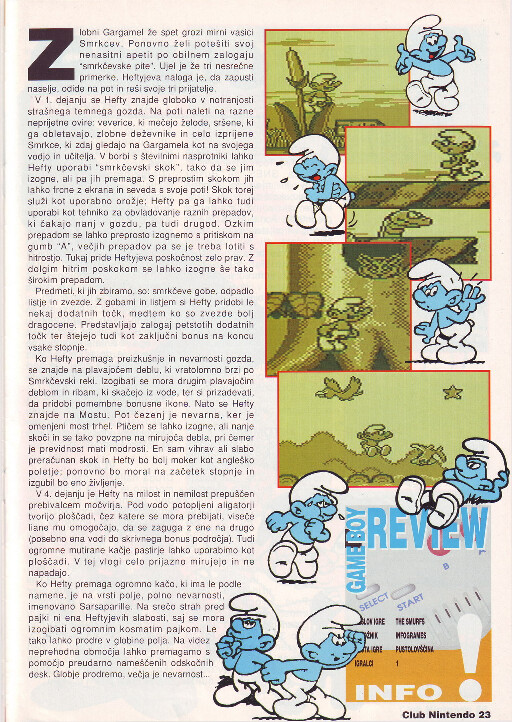 Zlobni Gargamel že spet grozi mirni vasici
Smrkcev. Ponovno želi potešiti svoj
nenasitni apetit po obilnem zalogaju
"smrkčevske pite". Ujel je že tri nesrečne
primerke. Heftyjeva naloga je, da zapusti
naselje, odide na pot in reši svoje tri prijatelje.
V 1. dejanju se Hefty znajde globoko v notranjosti
strašnega temnega gozda. Na poti naleti na razne
neprijetne ovire: veverice, ki mečejo želode, sršene, ki
ga obletavajo, zlobne deževnike in celo izprijene
Smrkce, ki zdaj gledajo na Gargamela kot na svojega
vodjo in učitelja. V borbi s številnimi nasprotniki lahko
Hefty uporabi "smrkčevski skok", tako da se jim
izogne, ali pa jih premaga. S preprostim skokom jih
lahko frcne z ekrana in seveda s svoje poti! Skok torej
služi kot uporabno orožje; Hefty pa ga lahko tudi
uporabi kot tehniko za obvladovanje raznih prepadov,
ki čakajo nanj v gozdu, pa tudi drugod. Ozkim
prepadom se lahko preprosto izognemo s pritiskom na
gumb "A", večjih prepadov pa se je treba lotiti s
hitrostjo. Tukaj pride Heftyjeva poskočnost zelo prav. Z
dolgim hitrim poskokom se lahko izogne še tako
širokim prepadom.
Predmeti, ki jih zbiramo, so: smrkčeve gobe, odpadlo
listje in zvezde. Z gobami in listjem si Hefty pridobi le
nekaj dodatnih točk, medtem ko so zvezde bolj
dragocene. Predstavljajo zalogaj petstotih dodatnih
točk ter štejejo tudi kot zaključni bonus na koncu
vsake stopnje.
Ko Hefty premaga preizkušnje in nevarnosti gozda,
se znajde na plavajočem deblu, ki vratolomno brzi po
Smrkčevski reki. Izogibati se mora drugim plavajočim
deblom in ribam, ki skačejo iz vode, ter si prizadevati,
da pridobi pomembne bonusne ikone. Nato se Hefty
znajde na Mostu. Pot čezenj je nevarna, ker je
omenjeni most trhel. Ptičem se lahko izogne, ali nanje
skoči in se tako povzpne na mirujoča debla, pri čemer
je previdnost mati modrosti. En sam vihrav ali slabo
preračunan skok in Hefty bo bolj moker kot angleško
poletje; ponovno bo moral na začetek stopnje in
izgubil bo eno življenje.
V 4. dejanju je Hefty na milost in nemilost prepuščen
prebivalcem močvirja. Pod vodo potopljeni aligatorji
tvorijo ploščadi, čez katere se mora prebijati, viseče
liane mu omogočajo, da se zaguga z ene na drugo
(posebno ena vodi do skrivnega bonus področja). Tudi
ogromne mutirane kačje pastirje lahko uporabimo kot
ploščadi. V tej vlogi celo prijazno mirujejo in ne
napadajo.
Ko Hefty premaga ogromno kačo, ki ima le podle
namene, je na vrsti polje, polno nevarnosti,
imenovano Sarsaparille. Na srečo strah pred
pajki ni ena Heftyjevih slabosti, saj se mora
izogibati ogromnim kosmatim pajkom. Le
tako lahko prodre v globine polja. Na videz
neprehodna območja lahko premagamo s
pomočjo preudarno nameščenih odskočnih
desk. Globje prodremo, večja je nevarnost...
GAME BOY
REVIEW
B
SELECT
START
THE SMURFS
INFOGRAMES
IGRE PUSTOLOVŠČINA
IGRALCI 1
INFO!
Club Nintendo 23